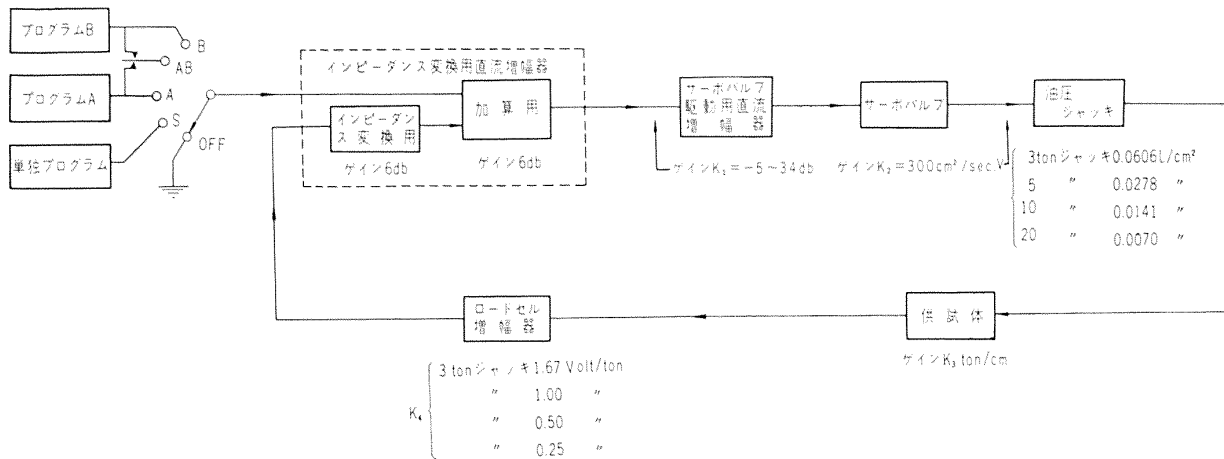 プログラムB
B
AB
プログラムA
A
S
OFF
単独プログラム
インピーダンス変換用直流増幅器
インピーダン
ス変換用
ゲイン6db
加算用
ゲイン6db
サーボバルブ
駆動用直流
増幅器
ゲインK₁=-5~34db
サーボバルブ
ゲインK₂=300cm²/sec.V
油圧
ジャッキ
3tonジャッキ0.0606L/cm²
5 〃 0.0278 〃
10 〃 0.0141 〃
20 〃 0.0070 〃
ロードセル
増幅器
供試体
ゲインK₃ ton/cm
K₄
3tonジャッキ1.67 Volt/ton
〃 1.00 〃
〃 0.50 〃
〃 0.25 〃